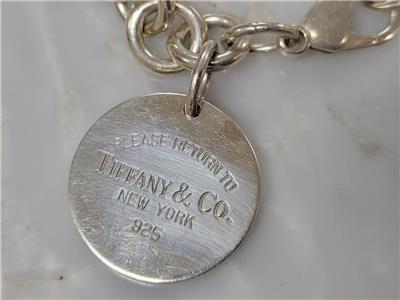 PLEASE RETURN TO
TIFFANY & CO.
NEW YORK
925